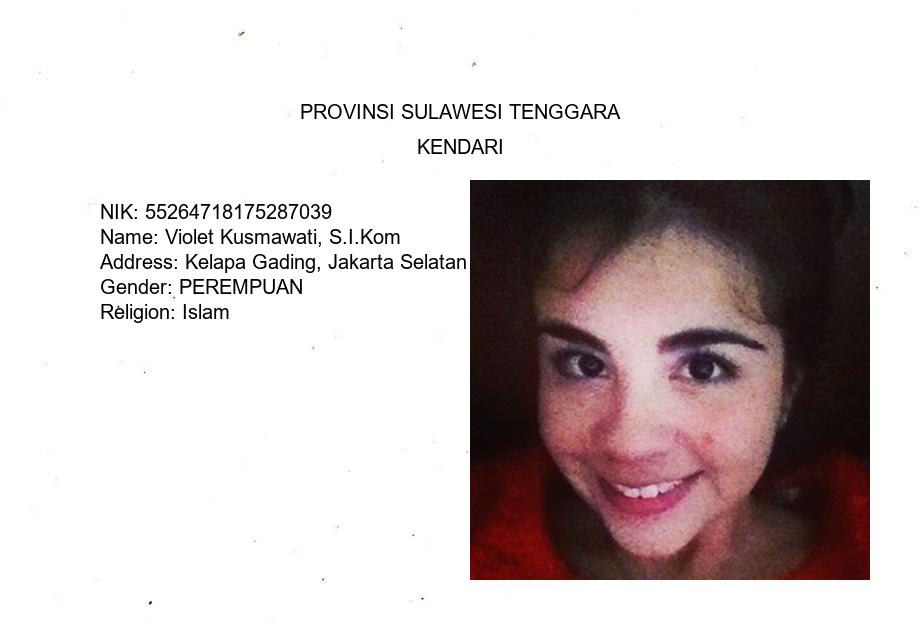 PROVINSI SULAWESI TENGGARA
KENDARI
NIK: 55264718175287039
Name: Violet Kusmawati, S.I.Kom
Address: Kelapa Gading, Jakarta Selatan
Gender: PEREMPUAN
Religion: Islam